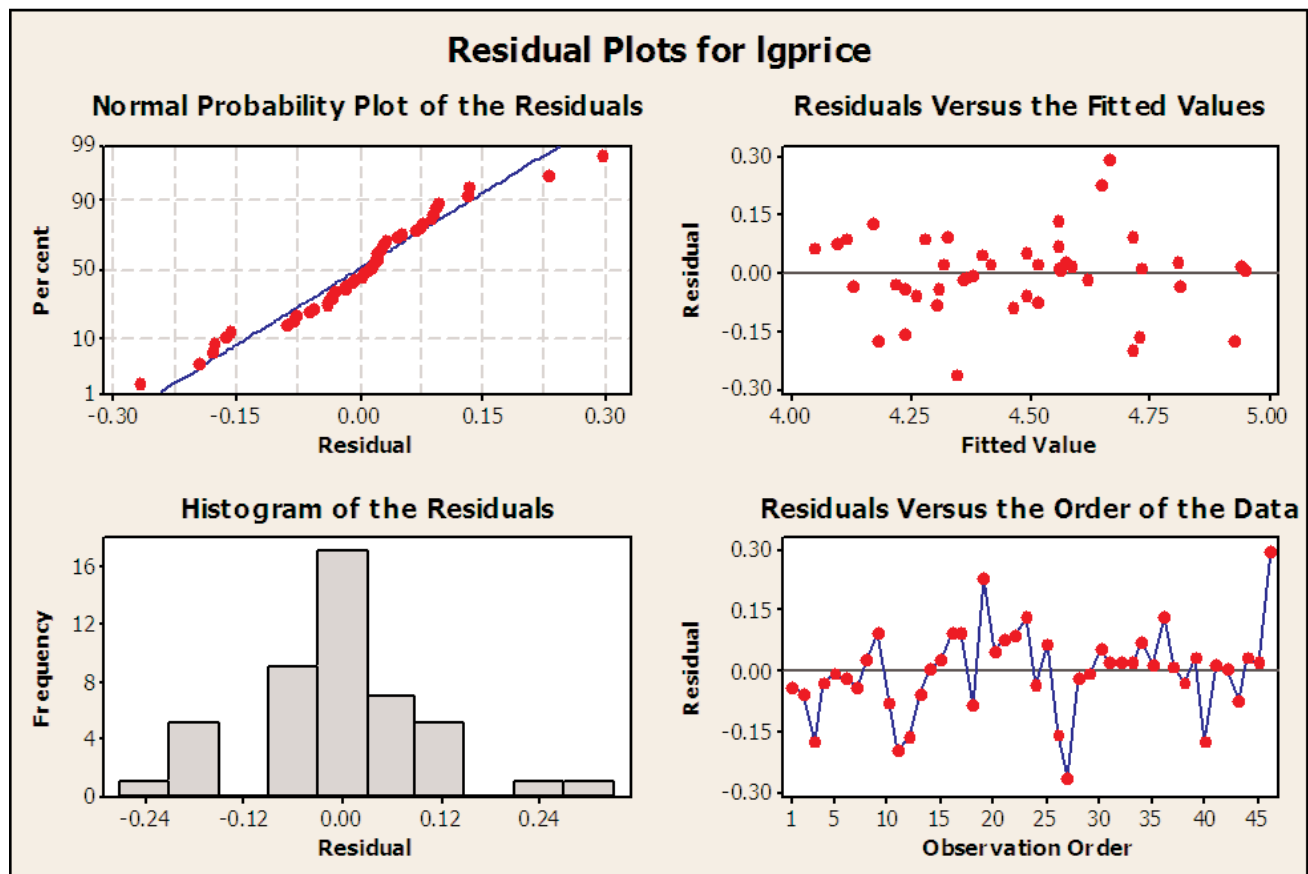 Residual Plots for lgprice
Normal Probability Plot of the Residuals
99
90
50
10
1
Percent
-0.30 -0.15 0.00 0.15 0.30
Residual
Residuals Versus the Fitted Values
0.30
0.15
0.00
-0.15
-0.30
Residual
4.00 4.25 4.50 4.75 5.00
Fitted Value
Histogram of the Residuals
16
12
8
4
0
Frequency
-0.24 -0.12 0.00 0.12 0.24
Residual
Residuals Versus the Order of the Data
0.30
0.15
0.00
-0.15
-0.30
Residual
1 5 10 15 20 25 30 35 40 45
Observation Order